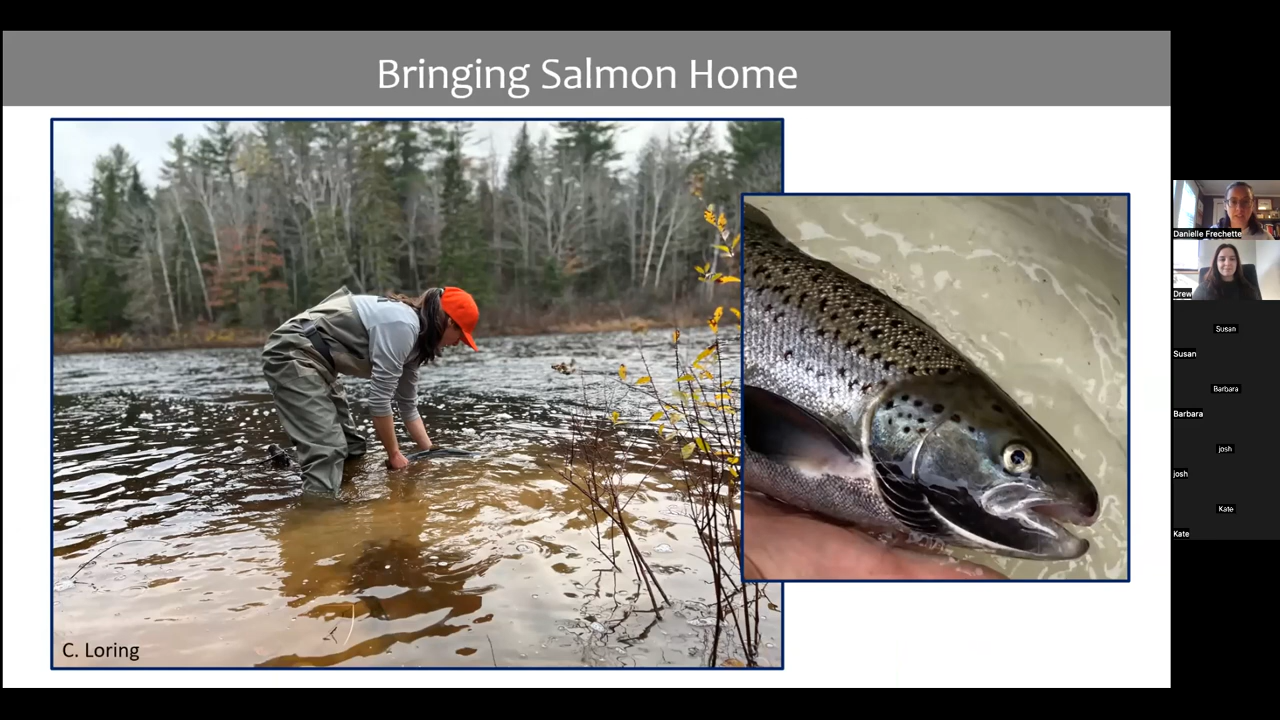 Bringing Salmon Home
C. Loring
Danielle Frechette
Drew
Susan
Susan
Barbara
Barbara
josh
josh
Kate
Kate